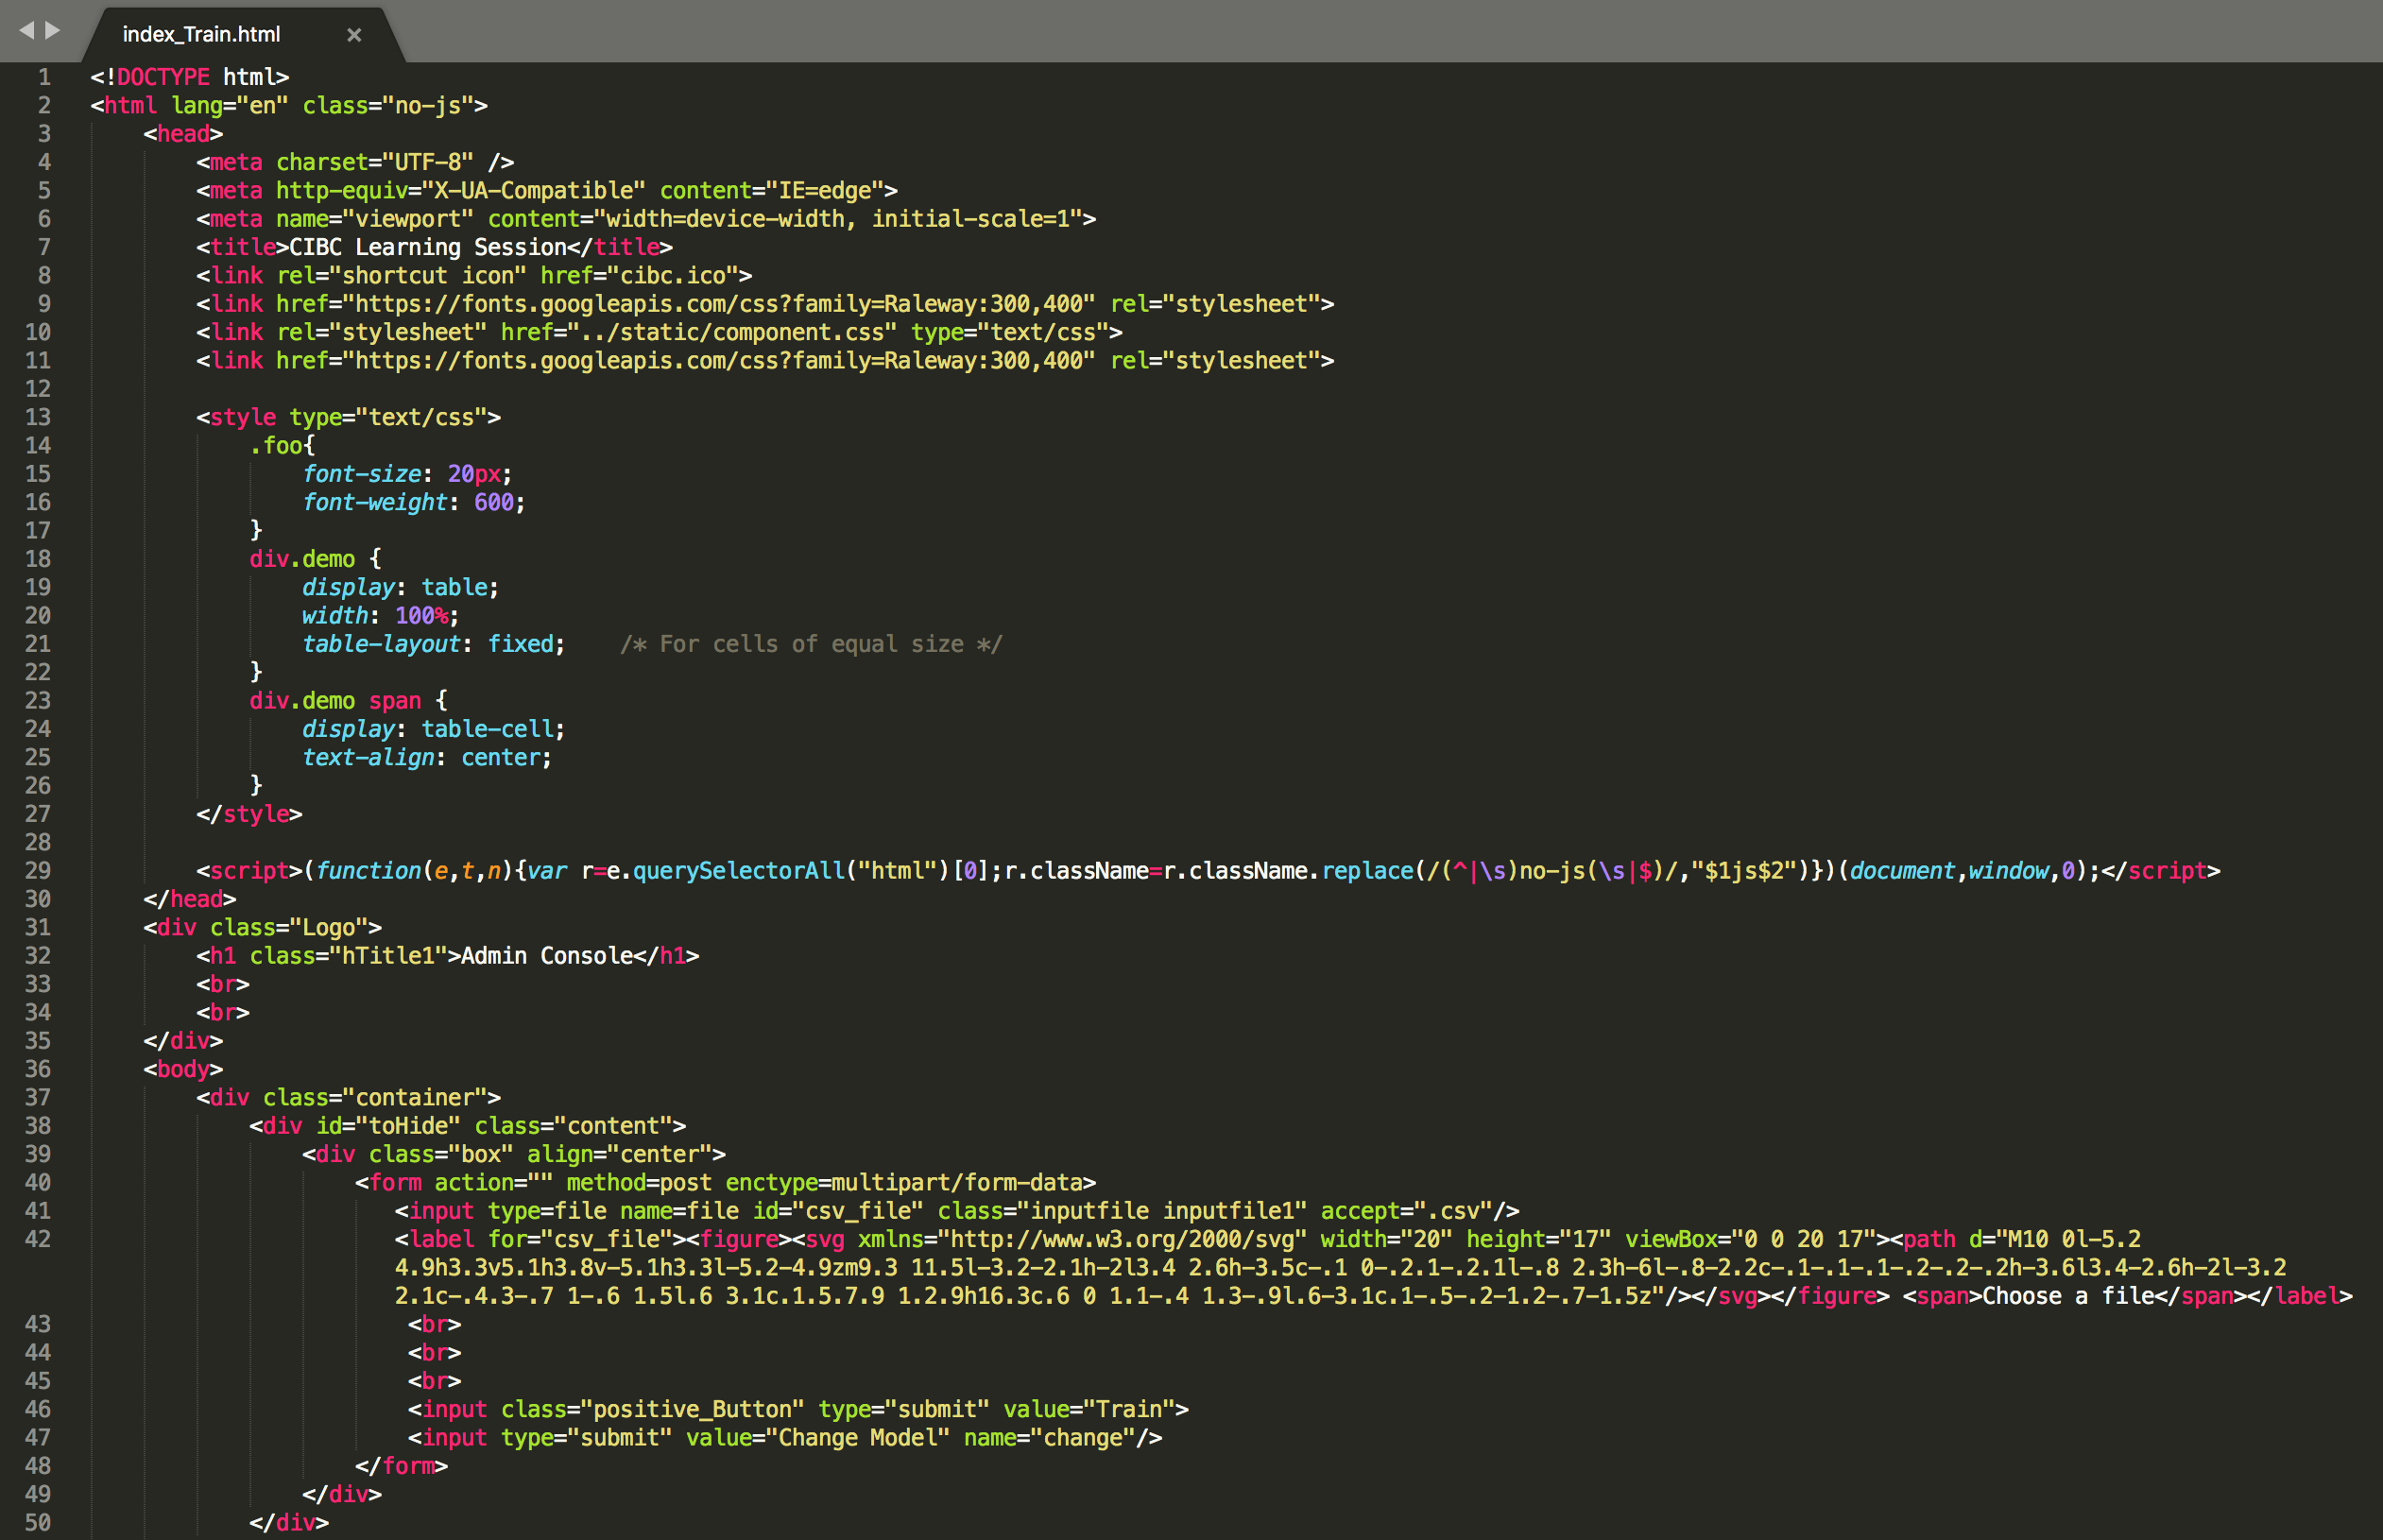 index_Train.html ×
1 <!DOCTYPE html>
2 <html lang="en" class="no-js">
3 <head>
4 <meta charset="UTF-8" />
5 <meta http-equiv="X-UA-Compatible" content="IE=edge">
6 <meta name="viewport" content="width=device-width, initial-scale=1">
7 <title>CIBC Learning Session</title>
8 <link rel="shortcut icon" href="cibc.ico">
9 <link href="https://fonts.googleapis.com/css?family=Raleway:300,400" rel="stylesheet">
10 <link rel="stylesheet" href="../static/component.css" type="text/css">
11 <link href="https://fonts.googleapis.com/css?family=Raleway:300,400" rel="stylesheet">
12
13 <style type="text/css">
14 .foo{
15 font-size: 20px;
16 font-weight: 600;
17 }
18 div.demo {
19 display: table;
20 width: 100%;
21 table-layout: fixed; /* For cells of equal size */
22 }
23 div.demo span {
24 display: table-cell;
25 text-align: center;
26 }
27 </style>
28
29 <script>(function(e,t,n){var r=e.querySelectorAll("html")[0];r.className=r.className.replace(/(^|\s)no-js(\s|$)/,"$1js$2")})(document,window,0);</script>
30 </head>
31 <div class="Logo">
32 <h1 class="hTitle1">Admin Console</h1>
33 <br>
34 <br>
35 </div>
36 <body>
37 <div class="container">
38 <div id="toHide" class="content">
39 <div class="box" align="center">
40 <form action="" method=post enctype=multipart/form-data>
41 <input type=file name=file id="csv_file" class="inputfile inputfile1" accept=".csv"/>
42 <label for="csv_file"><figure><svg xmlns="http://www.w3.org/2000/svg" width="20" height="17" viewBox="0 0 20 17"><path d="M10 0l-5.2
4.9h3.3v5.1h3.8v-5.1h3.3l-5.2-4.9zm9.3 11.5l-3.2-2.1h-2l3.4 2.6h-3.5c-.1 0-.2.1-.2.1l-.8 2.3h-6l-.8-2.2c-.1-.1-.1-.2-.2-.2h-3.6l3.4-2.6h-2l-3.2
2.1c-.4.3-.7 1-.6 1.5l.6 3.1c.1.5.7.9 1.2.9h16.3c.6 0 1.1-.4 1.3-.9l.6-3.1c.1-.5-.2-1.2-.7-1.5z"/></svg></figure> <span>Choose a file</span></label>
43 <br>
44 <br>
45 <br>
46 <input class="positive_Button" type="submit" value="Train">
47 <input type="submit" value="Change Model" name="change"/>
48 </form>
49 </div>
50 </div>